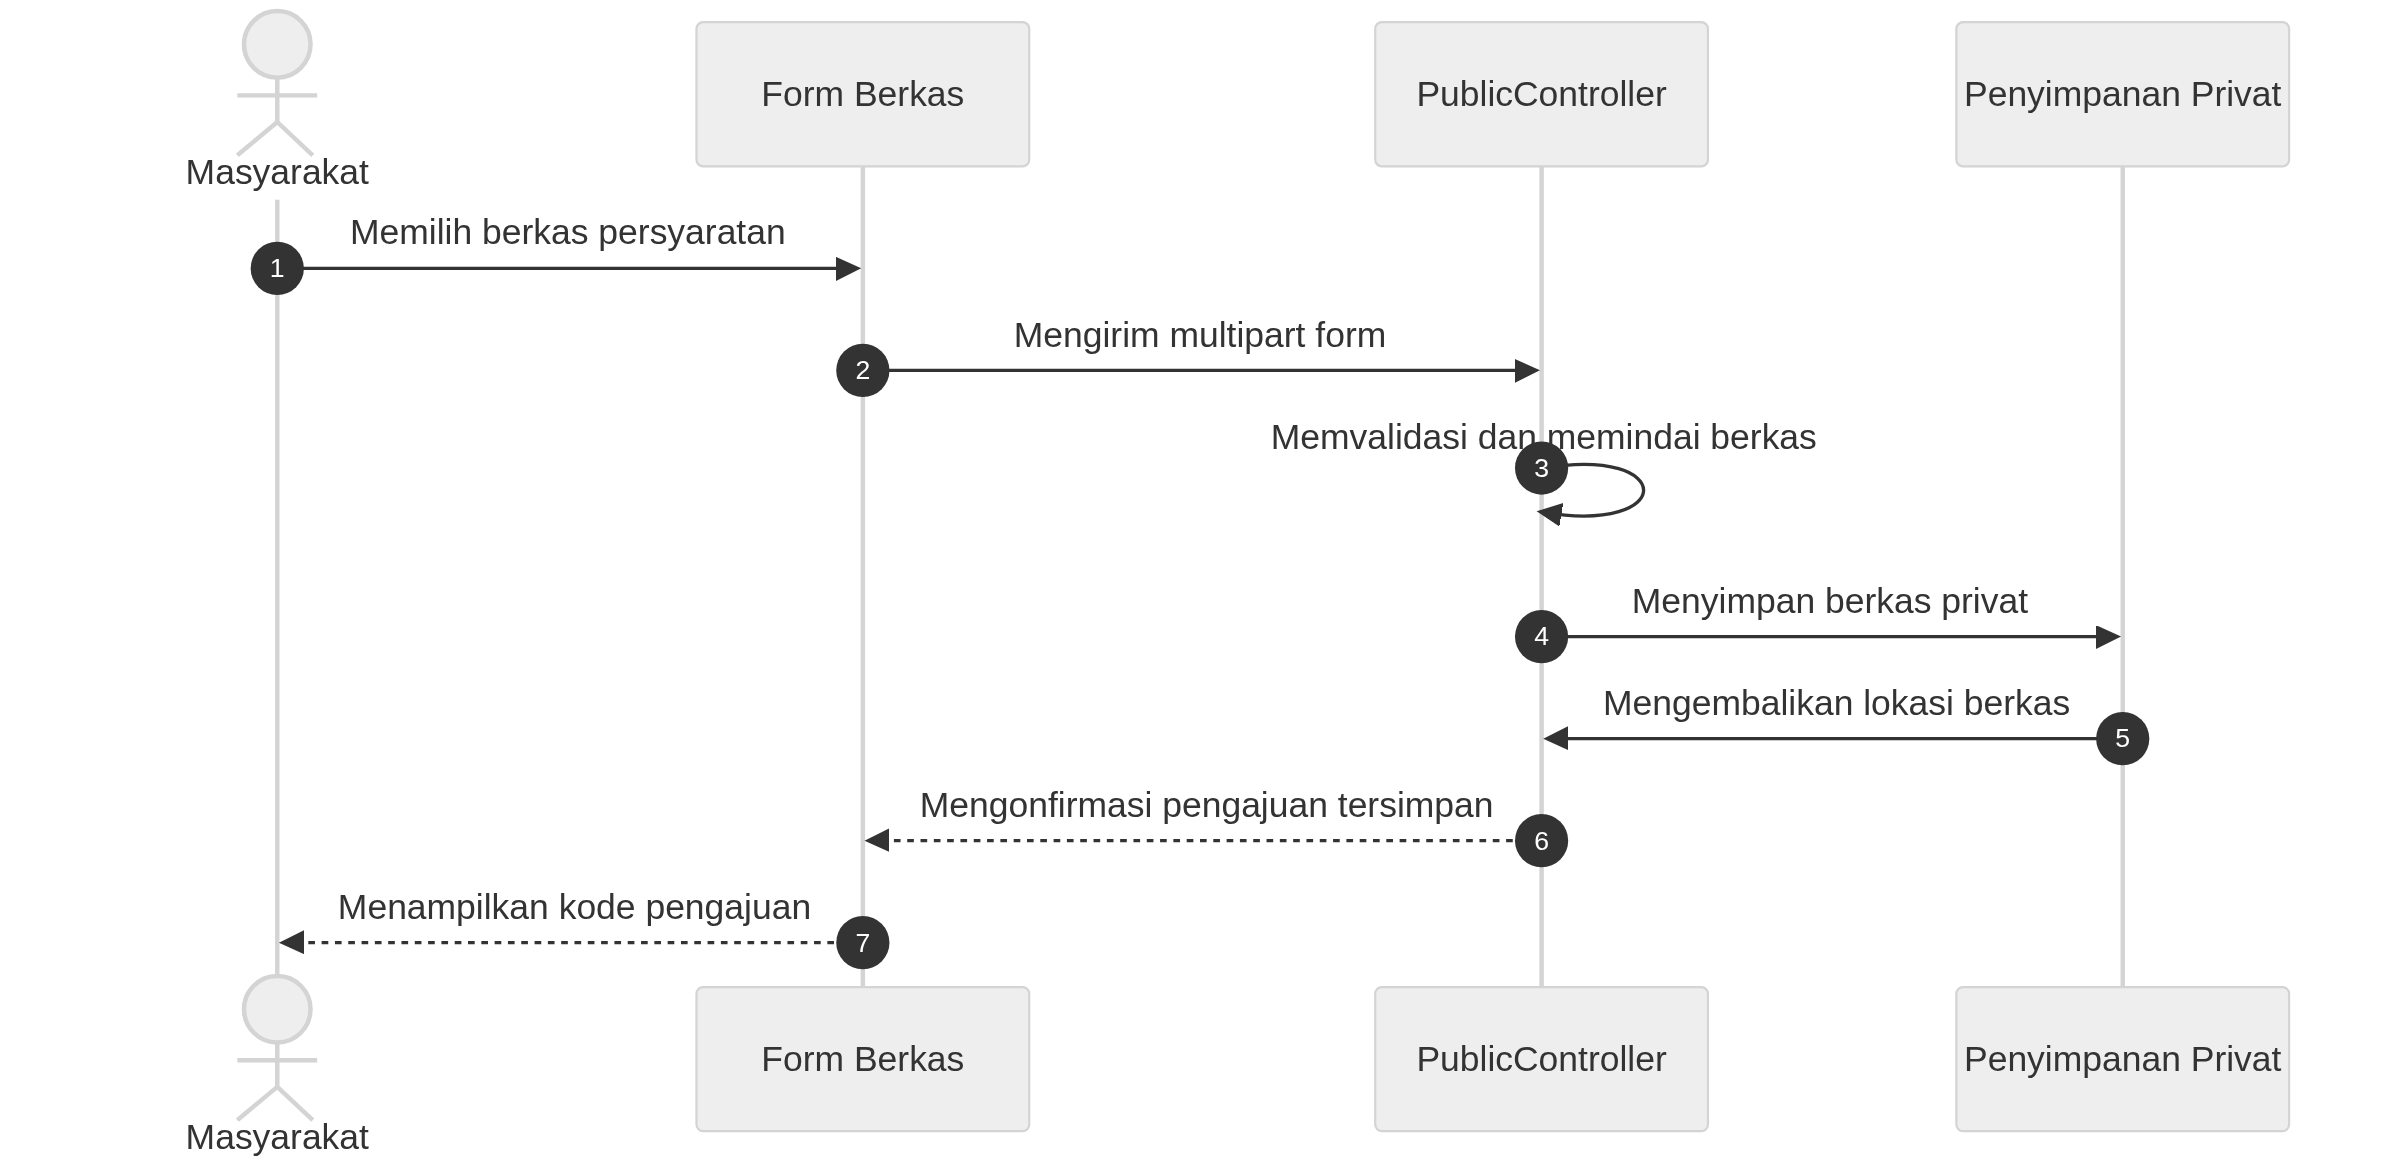 Masyarakat
Form Berkas
PublicController
Penyimpanan Privat
Memilih berkas persyaratan
1
Mengirim multipart form
2
Memvalidasi dan memindai berkas
3
Menyimpan berkas privat
4
Mengembalikan lokasi berkas
5
Mengonfirmasi pengajuan tersimpan
6
Menampilkan kode pengajuan
7
Masyarakat
Form Berkas
PublicController
Penyimpanan Privat